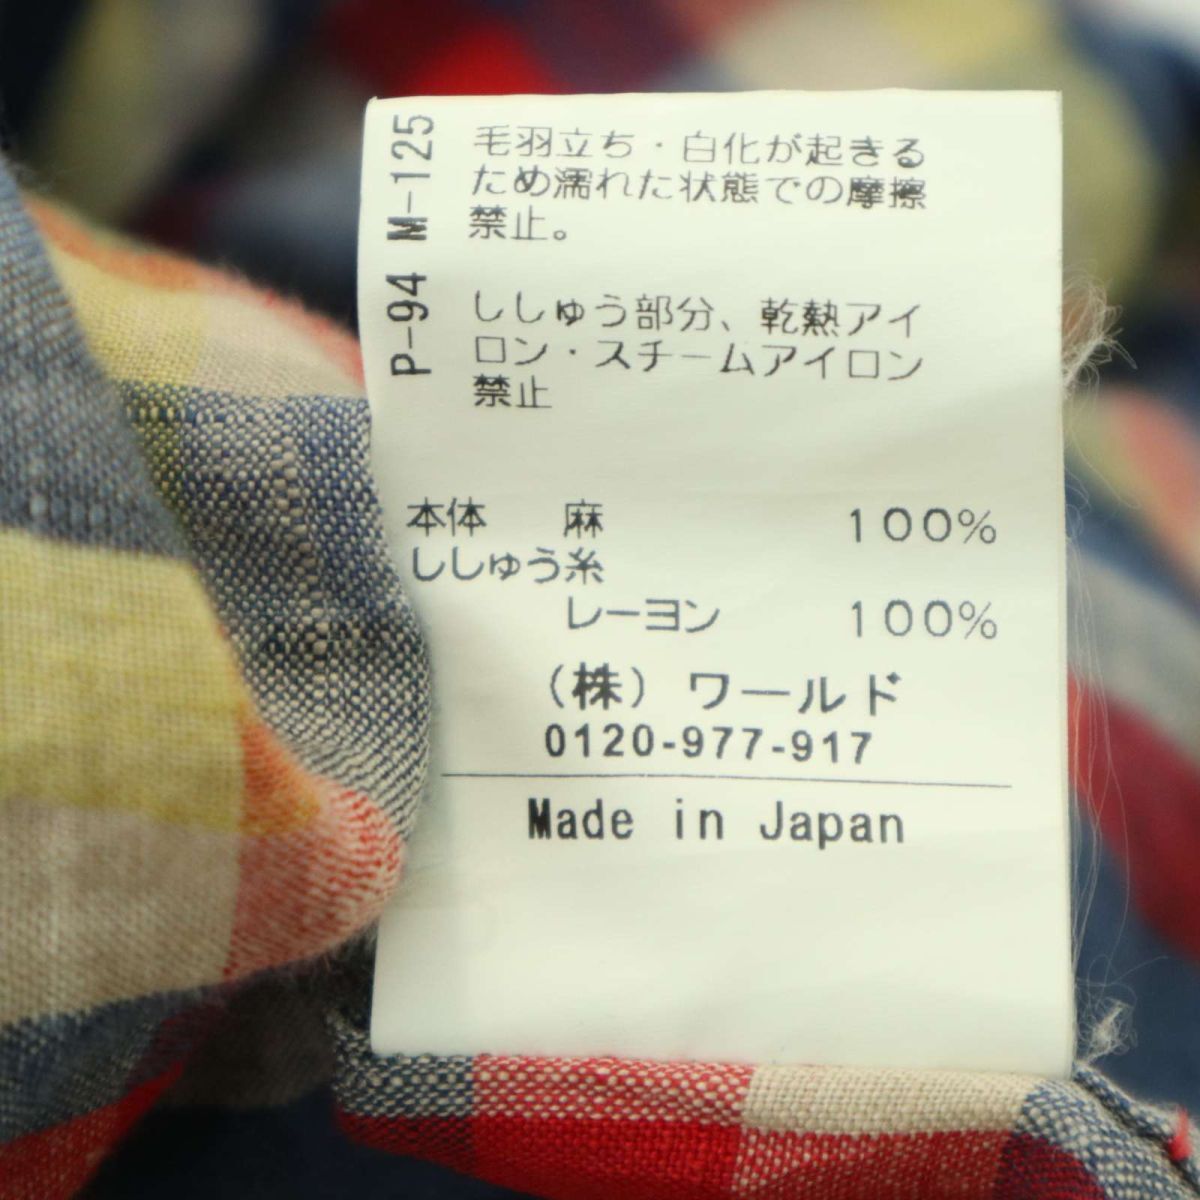 P-94 M-125
毛羽立ち・白化が起きる
ため濡れた状態での摩擦
禁止。
ししゅう部分、乾熱アイ
ロン・スチームアイロン
禁止
本体 麻 100%
ししゅう糸
レーヨン 100%
(株) ワールド
0120-977-917
Made in Japan